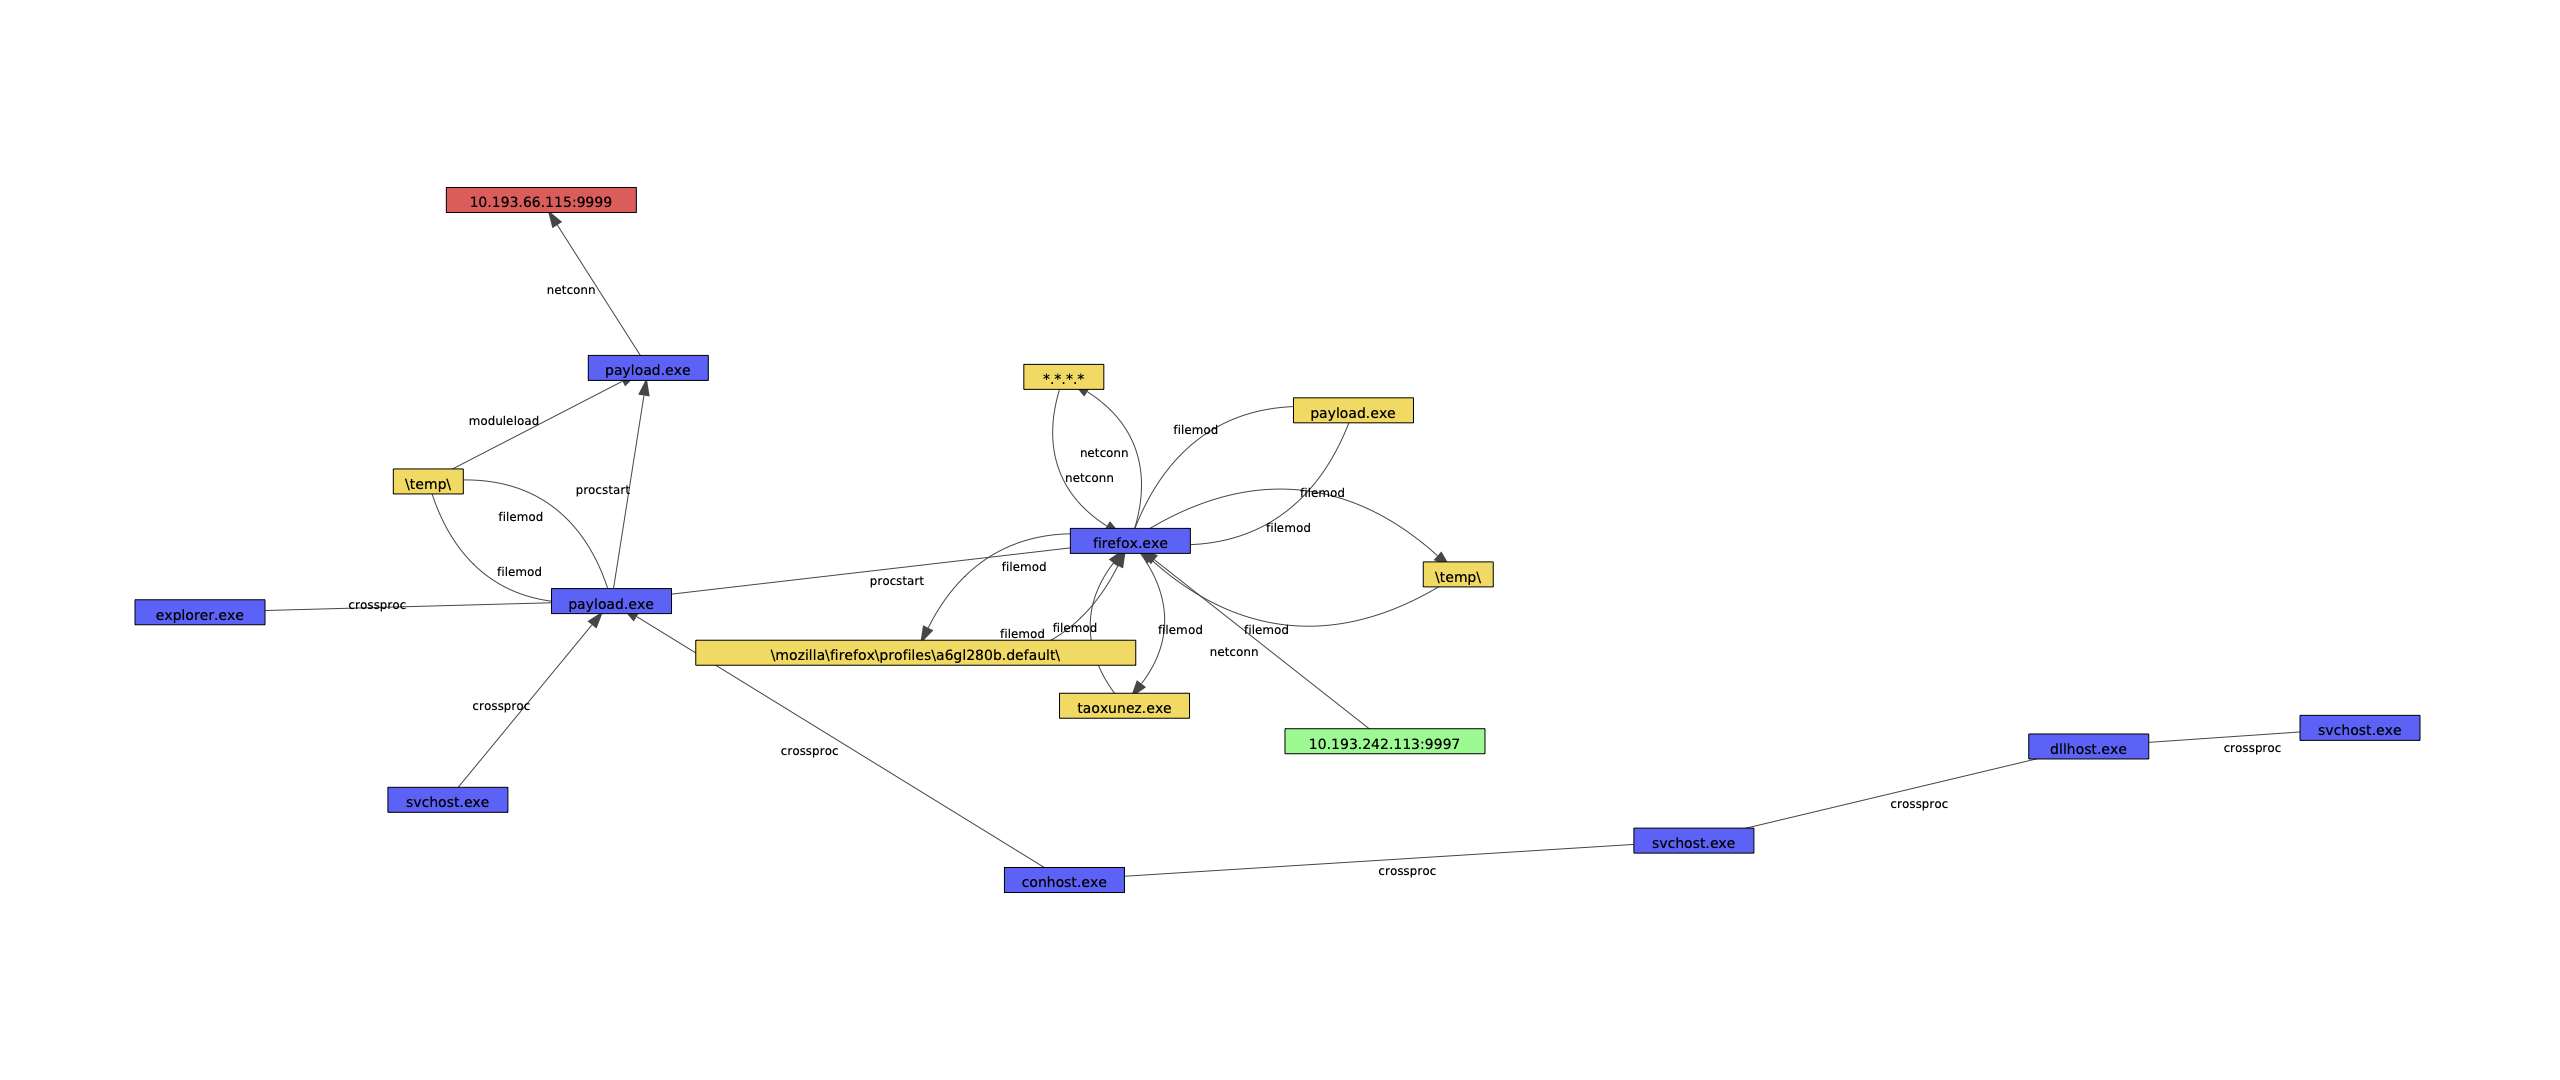 10.193.66.115:9999
netconn
payload.exe
*.*.*.*
payload.exe
moduleload
filemod
netconn
netconn
\temp\
procstart
filemod
filemod
filemod
firefox.exe
filemod
filemod
procstart
\temp\
explorer.exe
crossproc
payload.exe
filemod
filemod
filemod
filemod
netconn
\mozilla\firefox\profiles\a6gl280b.default\
crossproc
taoxunez.exe
crossproc
10.193.242.113:9997
svchost.exe
dllhost.exe
crossproc
svchost.exe
crossproc
svchost.exe
crossproc
conhost.exe